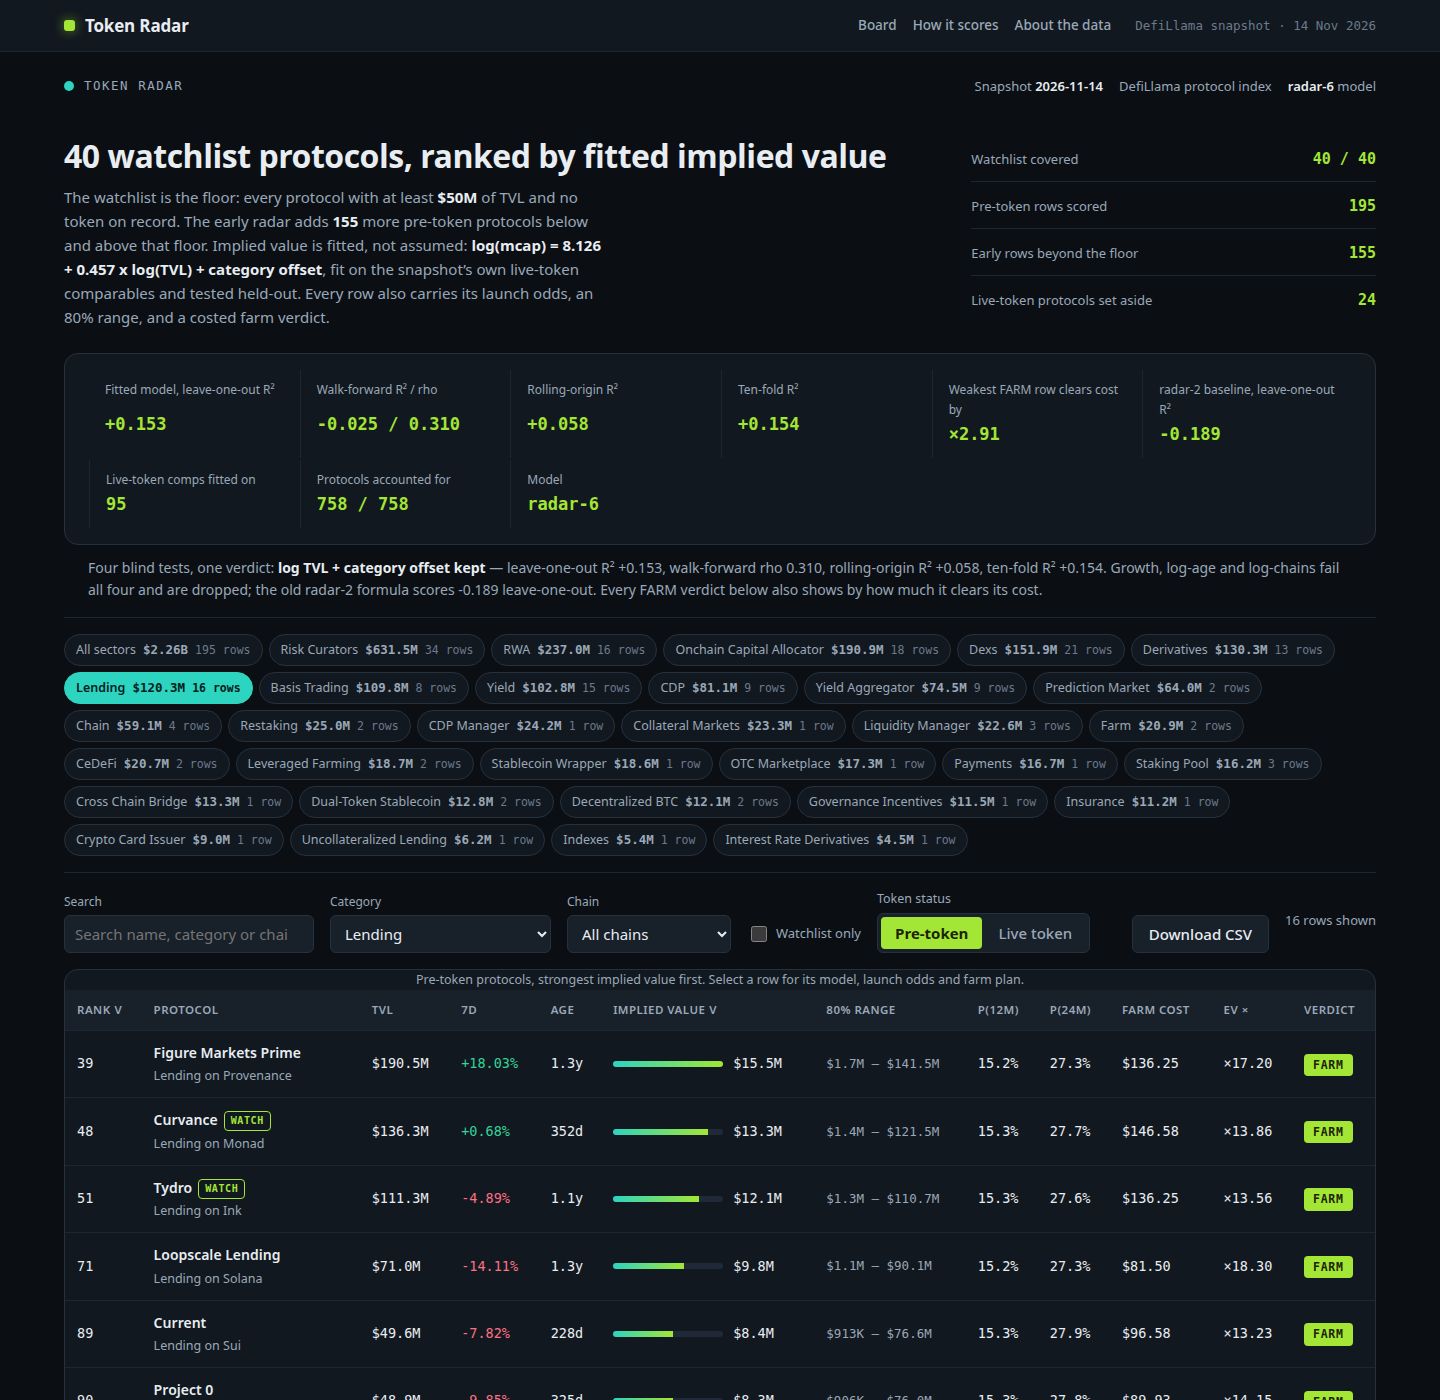 Token Radar
Board How it scores About the data DefiLlama snapshot · 14 Nov 2026
TOKEN RADAR
Snapshot 2026-11-14 DefiLlama protocol index radar-6 model
40 watchlist protocols, ranked by fitted implied value
The watchlist is the floor: every protocol with at least $50M of TVL and no
token on record. The early radar adds 155 more pre-token protocols below
and above that floor. Implied value is fitted, not assumed: log(mcap) = 8.126
+ 0.457 x log(TVL) + category offset, fit on the snapshot’s own live-token
comparables and tested held-out. Every row also carries its launch odds, an
80% range, and a costed farm verdict.
Watchlist covered 40 / 40
Pre-token rows scored 195
Early rows beyond the floor 155
Live-token protocols set aside 24
Fitted model, leave-one-out R²
+0.153
Walk-forward R² / rho
-0.025 / 0.310
Rolling-origin R²
+0.058
Ten-fold R²
+0.154
Weakest FARM row clears cost
by
×2.91
radar-2 baseline, leave-one-out
R²
-0.189
Live-token comps fitted on
95
Protocols accounted for
758 / 758
Model
radar-6
Four blind tests, one verdict: log TVL + category offset kept — leave-one-out R² +0.153, walk-forward rho 0.310, rolling-origin R² +0.058, ten-fold R² +0.154. Growth, log-age and log-chains fail
all four and are dropped; the old radar-2 formula scores -0.189 leave-one-out. Every FARM verdict below also shows by how much it clears its cost.
All sectors $2.26B 195 rows Risk Curators $631.5M 34 rows RWA $237.0M 16 rows Onchain Capital Allocator $190.9M 18 rows Dexs $151.9M 21 rows Derivatives $130.3M 13 rows
Lending $120.3M 16 rows Basis Trading $109.8M 8 rows Yield $102.8M 15 rows CDP $81.1M 9 rows Yield Aggregator $74.5M 9 rows Prediction Market $64.0M 2 rows
Chain $59.1M 4 rows Restaking $25.0M 2 rows CDP Manager $24.2M 1 row Collateral Markets $23.3M 1 row Liquidity Manager $22.6M 3 rows Farm $20.9M 2 rows
CeDeFi $20.7M 2 rows Leveraged Farming $18.7M 2 rows Stablecoin Wrapper $18.6M 1 row OTC Marketplace $17.3M 1 row Payments $16.7M 1 row Staking Pool $16.2M 3 rows
Cross Chain Bridge $13.3M 1 row Dual-Token Stablecoin $12.8M 2 rows Decentralized BTC $12.1M 2 rows Governance Incentives $11.5M 1 row Insurance $11.2M 1 row
Crypto Card Issuer $9.0M 1 row Uncollateralized Lending $6.2M 1 row Indexes $5.4M 1 row Interest Rate Derivatives $4.5M 1 row
Search Category Chain Token status
Search name, category or chai Lending All chains Watchlist only Pre-token Live token Download CSV 16 rows shown
Pre-token protocols, strongest implied value first. Select a row for its model, launch odds and farm plan.
RANK V PROTOCOL TVL 7D AGE IMPLIED VALUE V 80% RANGE P(12M) P(24M) FARM COST EV × VERDICT
39 Figure Markets Prime $190.5M +18.03% 1.3y $15.5M $1.7M – $141.5M 15.2% 27.3% $136.25 ×17.20 FARM
Lending on Provenance
48 Curvance WATCH $136.3M +0.68% 352d $13.3M $1.4M – $121.5M 15.3% 27.7% $146.58 ×13.86 FARM
Lending on Monad
51 Tydro WATCH $111.3M -4.89% 1.1y $12.1M $1.3M – $110.7M 15.3% 27.6% $136.25 ×13.56 FARM
Lending on Ink
71 Loopscale Lending $71.0M -14.11% 1.3y $9.8M $1.1M – $90.1M 15.2% 27.3% $81.50 ×18.30 FARM
Lending on Solana
89 Current $49.6M -7.82% 228d $8.4M $913K – $76.6M 15.3% 27.9% $96.58 ×13.23 FARM
Lending on Sui
Project 0